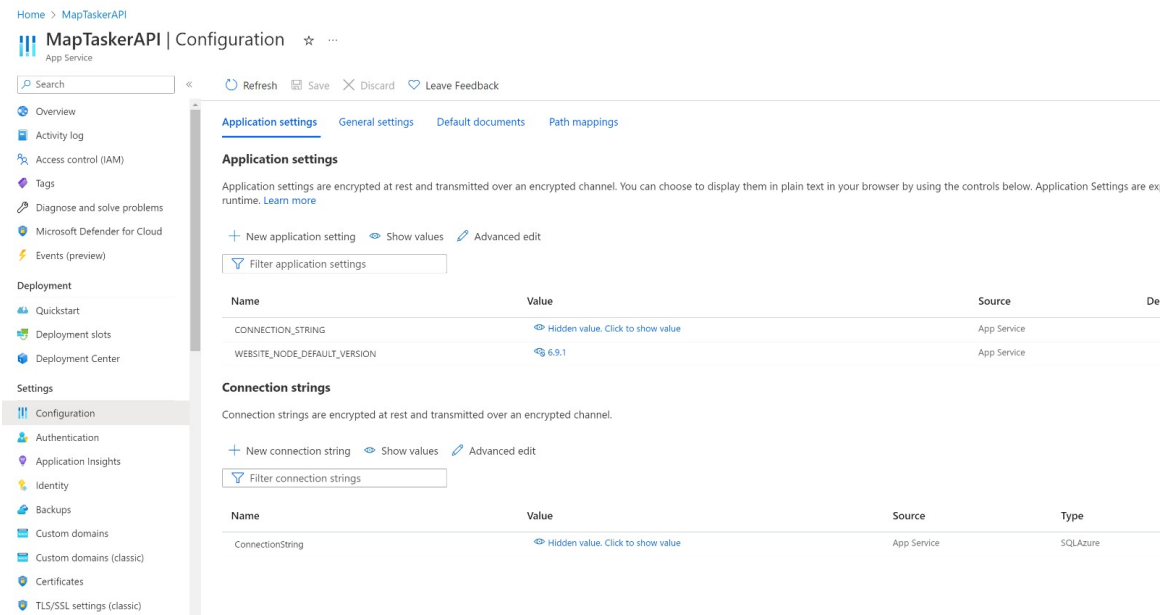 Home > MapTaskerAPI
MapTaskerAPI | Configuration ☆ ...
App Service
Search «
Overview
Activity log
Access control (IAM)
Tags
Diagnose and solve problems
Microsoft Defender for Cloud
Events (preview)
Deployment
Quickstart
Deployment slots
Deployment Center
Settings
Configuration
Authentication
Application Insights
Identity
Backups
Custom domains
Custom domains (classic)
Certificates
TLS/SSL settings (classic)
Refresh Save Discard Leave Feedback
Application settings General settings Default documents Path mappings
Application settings
Application settings are encrypted at rest and transmitted over an encrypted channel. You can choose to display them in plain text in your browser by using the controls below. Application Settings are ex
runtime. Learn more
New application setting Show values Advanced edit
Filter application settings
Name Value Source De
CONNECTION_STRING Hidden value. Click to show value App Service
WEBSITE_NODE_DEFAULT_VERSION 6.9.1 App Service
Connection strings
Connection strings are encrypted at rest and transmitted over an encrypted channel.
New connection string Show values Advanced edit
Filter connection strings
Name Value Source Type
ConnectionString Hidden value. Click to show value App Service SQLAzure